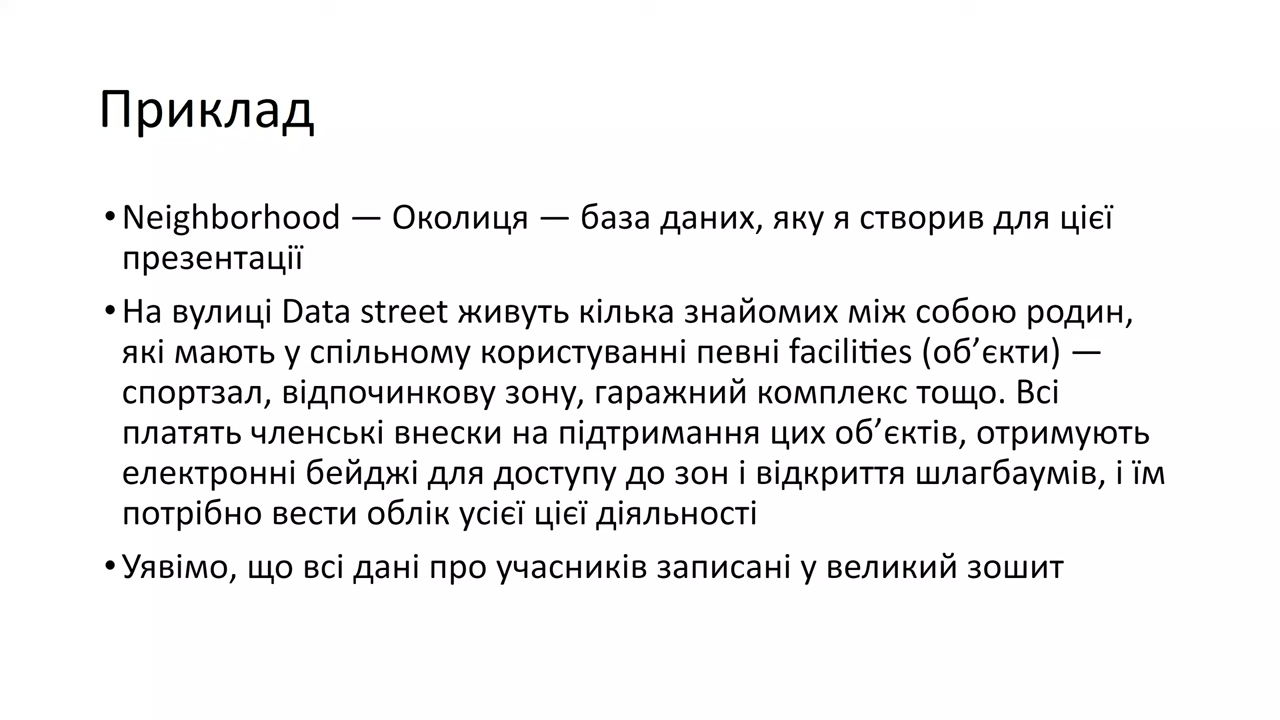 Приклад
• Neighborhood — Околиця — база даних, яку я створив для цієї
презентації
• На вулиці Data street живуть кілька знайомих між собою родин,
які мають у спільному користуванні певні facilities (об’єкти) —
спортзал, відпочинкову зону, гаражний комплекс тощо. Всі
платять членські внески на підтримання цих об’єктів, отримують
електронні бейджі для доступу до зон і відкриття шлагбаумів, і їм
потрібно вести облік усієї цієї діяльності
• Уявімо, що всі дані про учасників записані у великий зошит